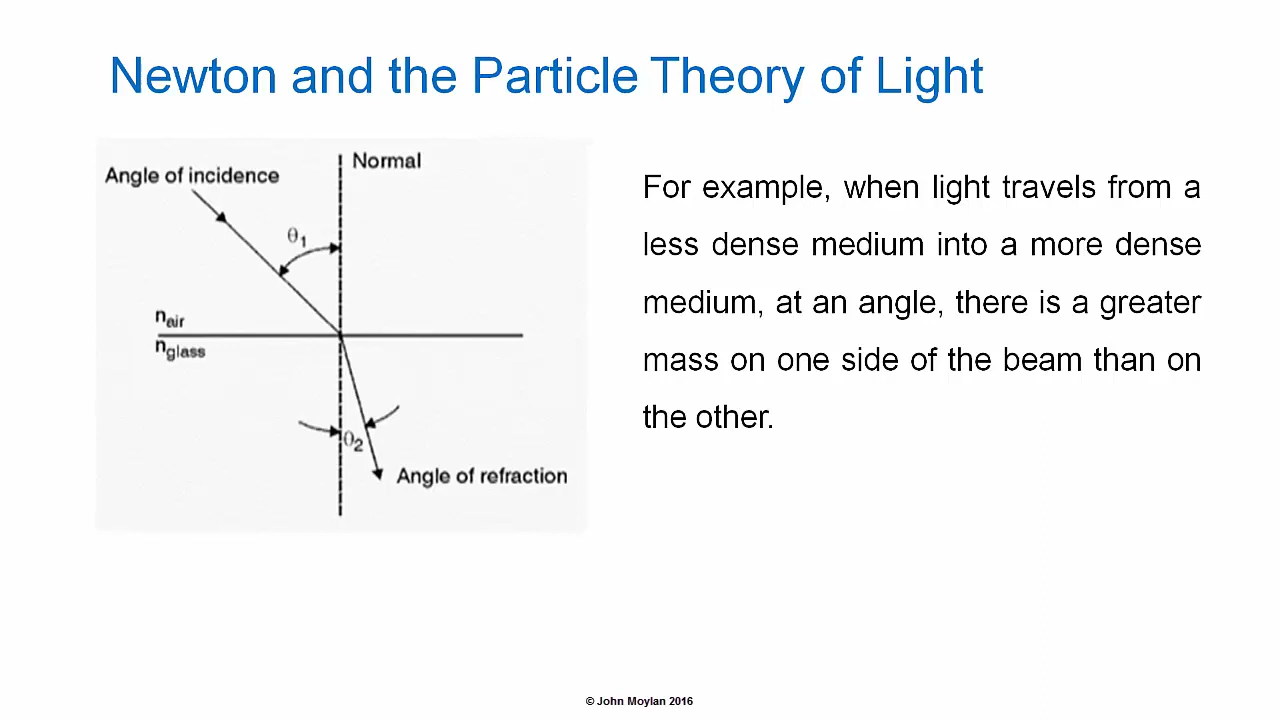 Newton and the Particle Theory of Light
Angle of incidence
Normal
θ1
nair
nglass
θ2
Angle of refraction
For example, when light travels from a
less dense medium into a more dense
medium, at an angle, there is a greater
mass on one side of the beam than on
the other.
© John Moylan 2016